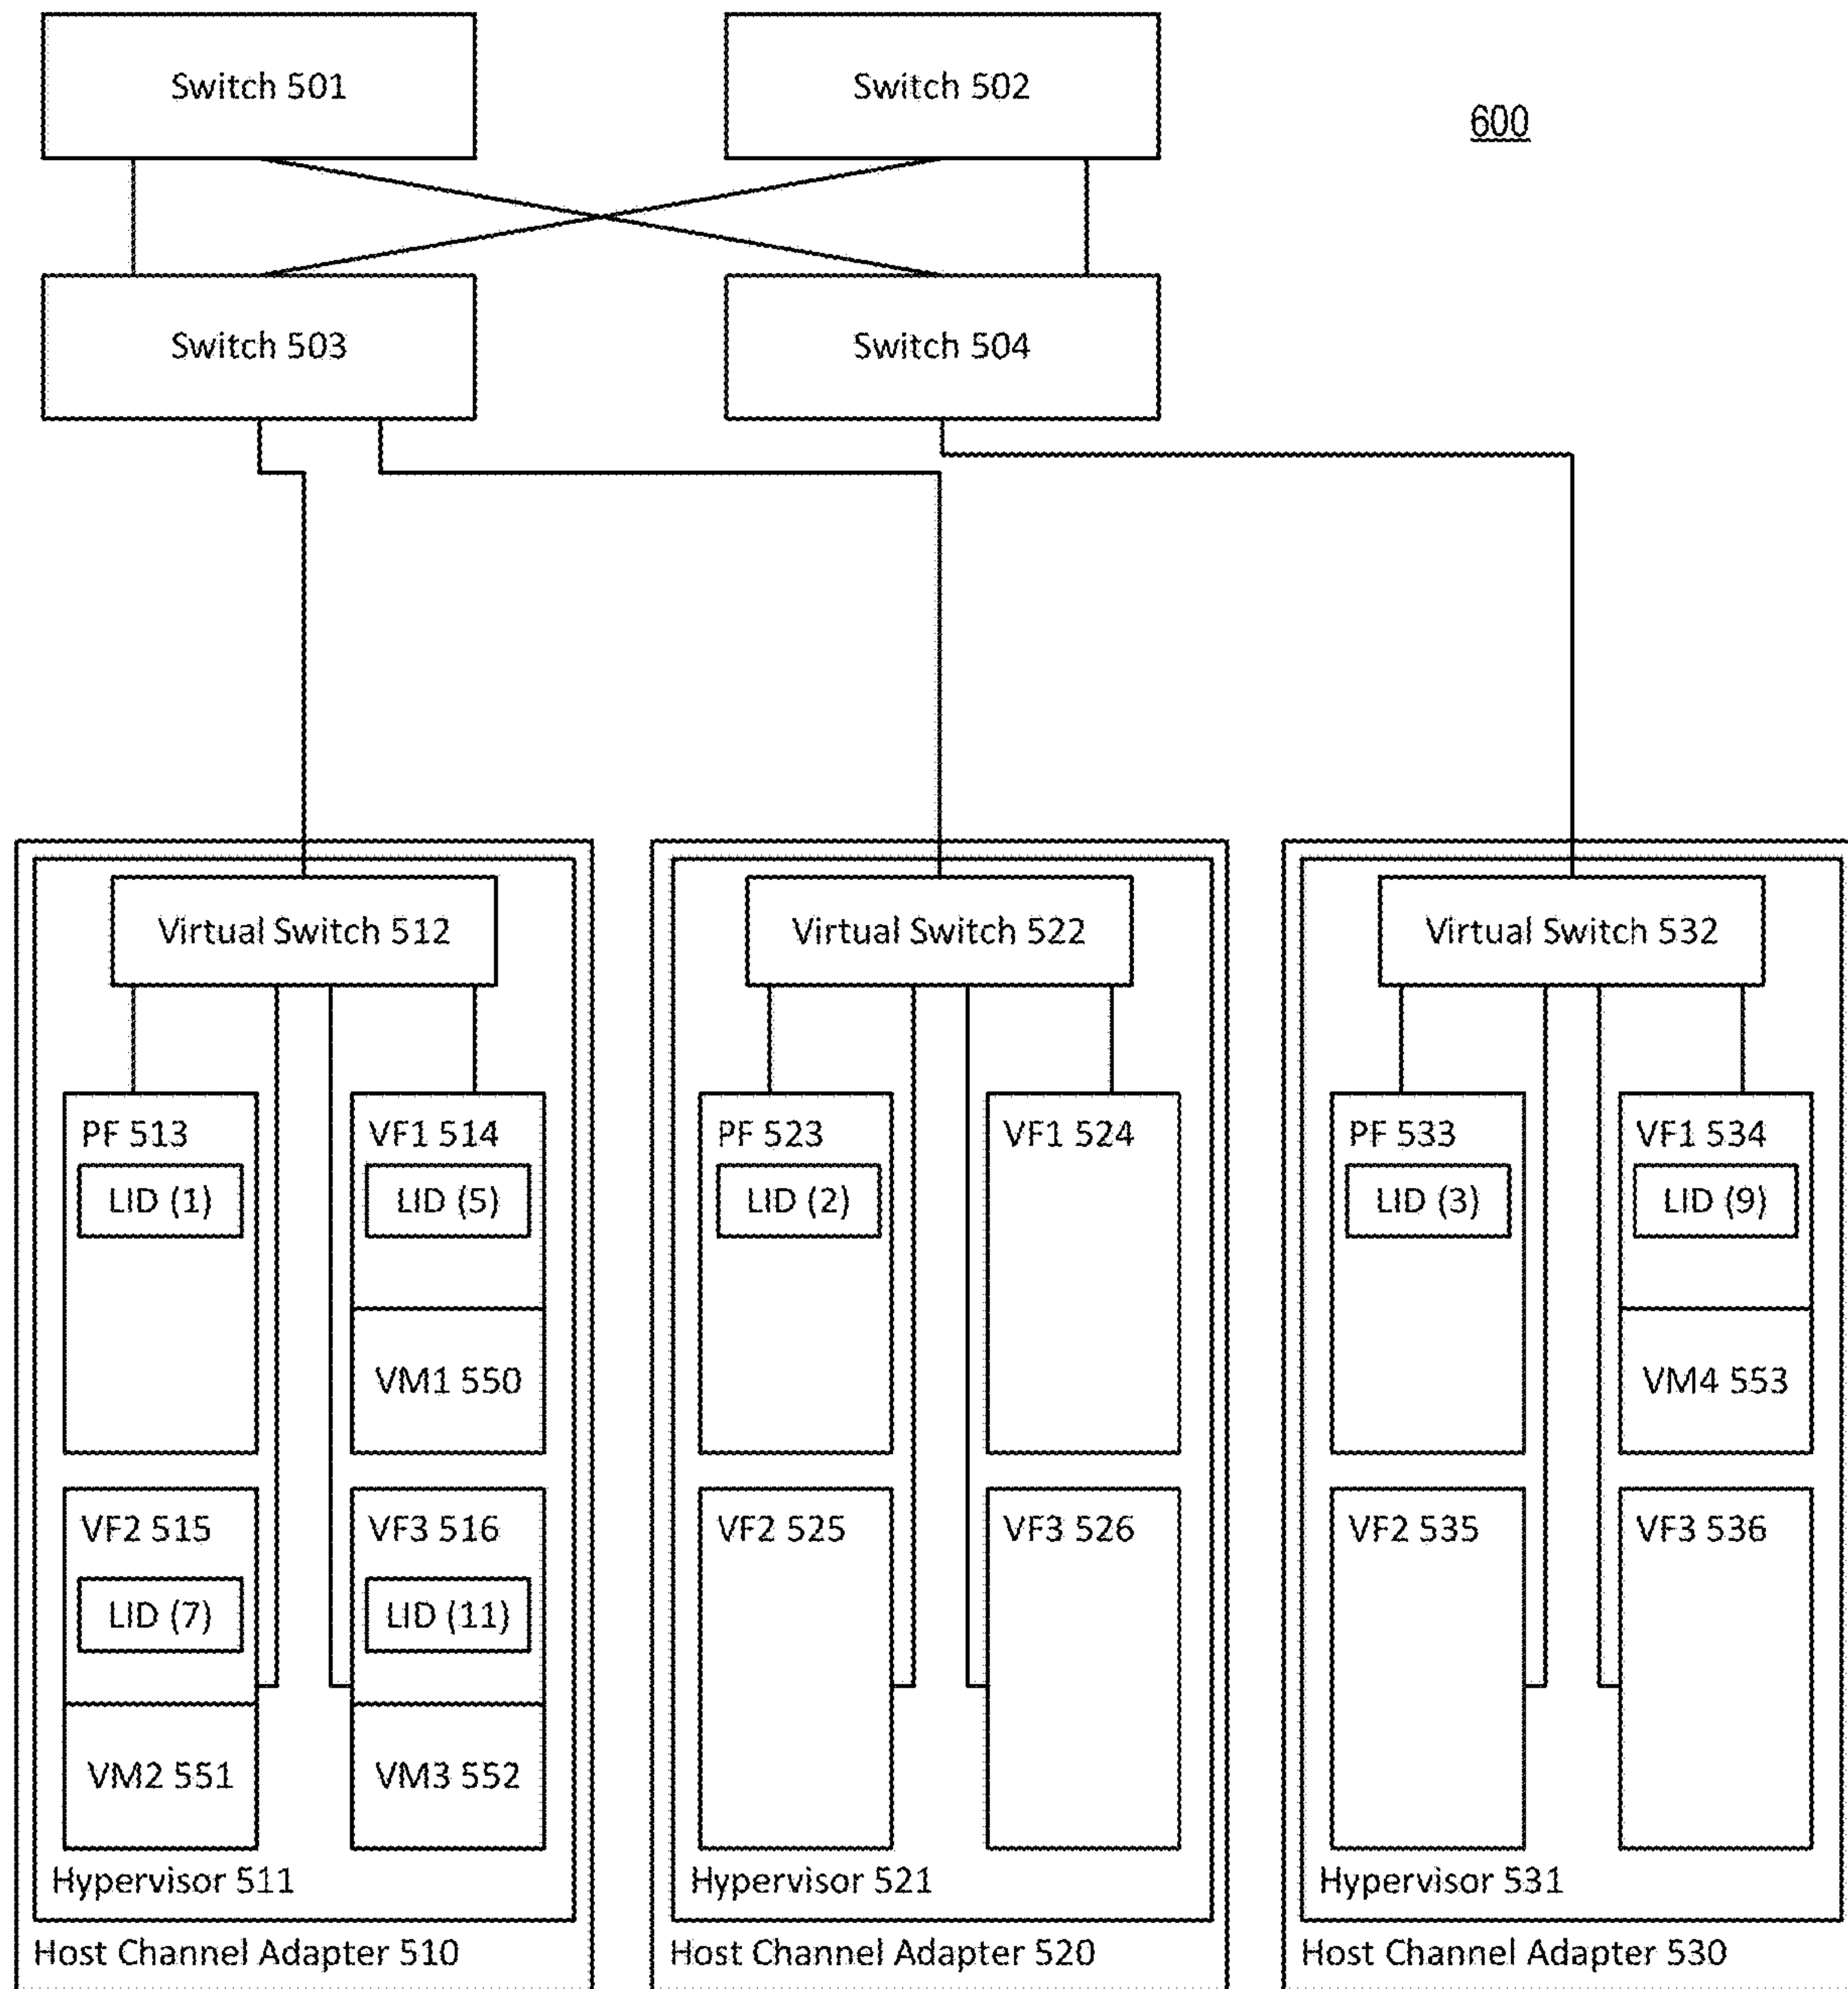 Switch 501
Switch 502
600
Switch 503
Switch 504
Virtual Switch 512
Virtual Switch 522
Virtual Switch 532
PF 513
LID (1)
VF1 514
LID (5)
VM1 550
VF2 515
LID (7)
VM2 551
VF3 516
LID (11)
VM3 552
Hypervisor 511
Host Channel Adapter 510
PF 523
LID (2)
VF1 524
VF2 525
VF3 526
Hypervisor 521
Host Channel Adapter 520
PF 533
LID (3)
VF1 534
LID (9)
VM4 553
VF2 535
VF3 536
Hypervisor 531
Host Channel Adapter 530